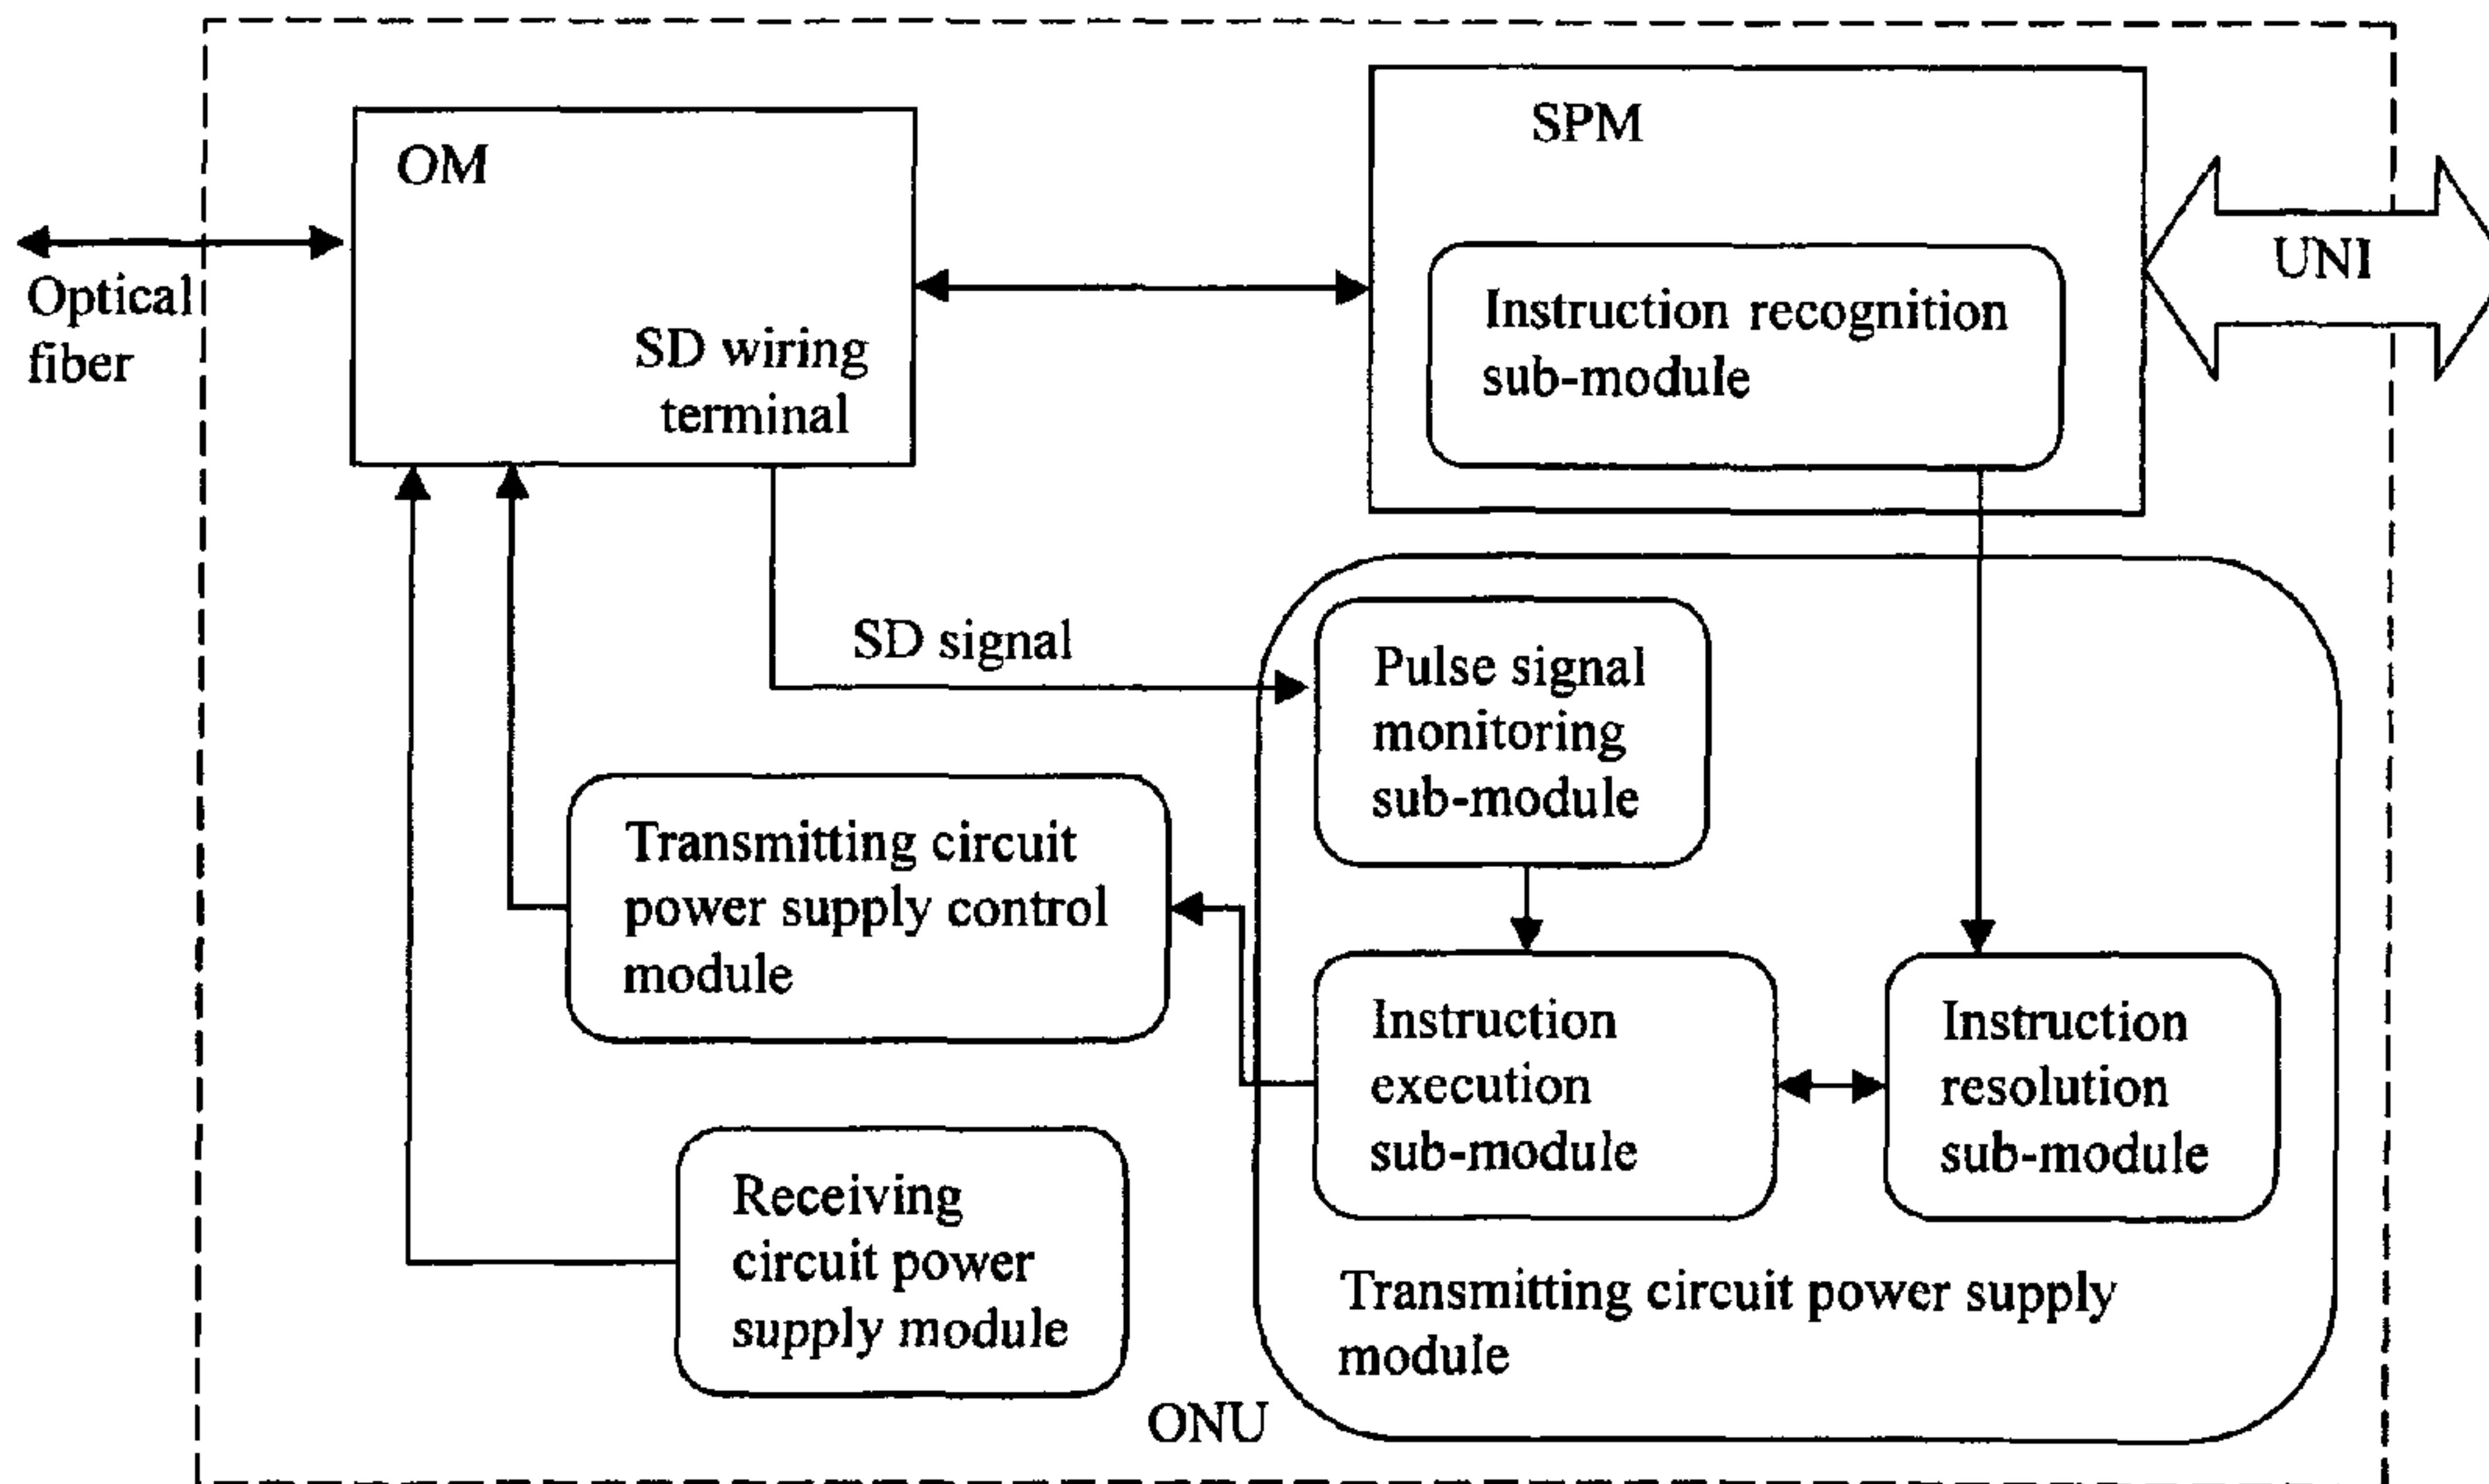 OM
SPM
UNI
Optical
fiber
SD wiring
terminal
Instruction recognition
sub-module
SD signal
Pulse signal
monitoring
sub-module
Transmitting circuit
power supply control
module
Instruction
execution
sub-module
Instruction
resolution
sub-module
Receiving
circuit power
supply module
Transmitting circuit power supply
module
ONU